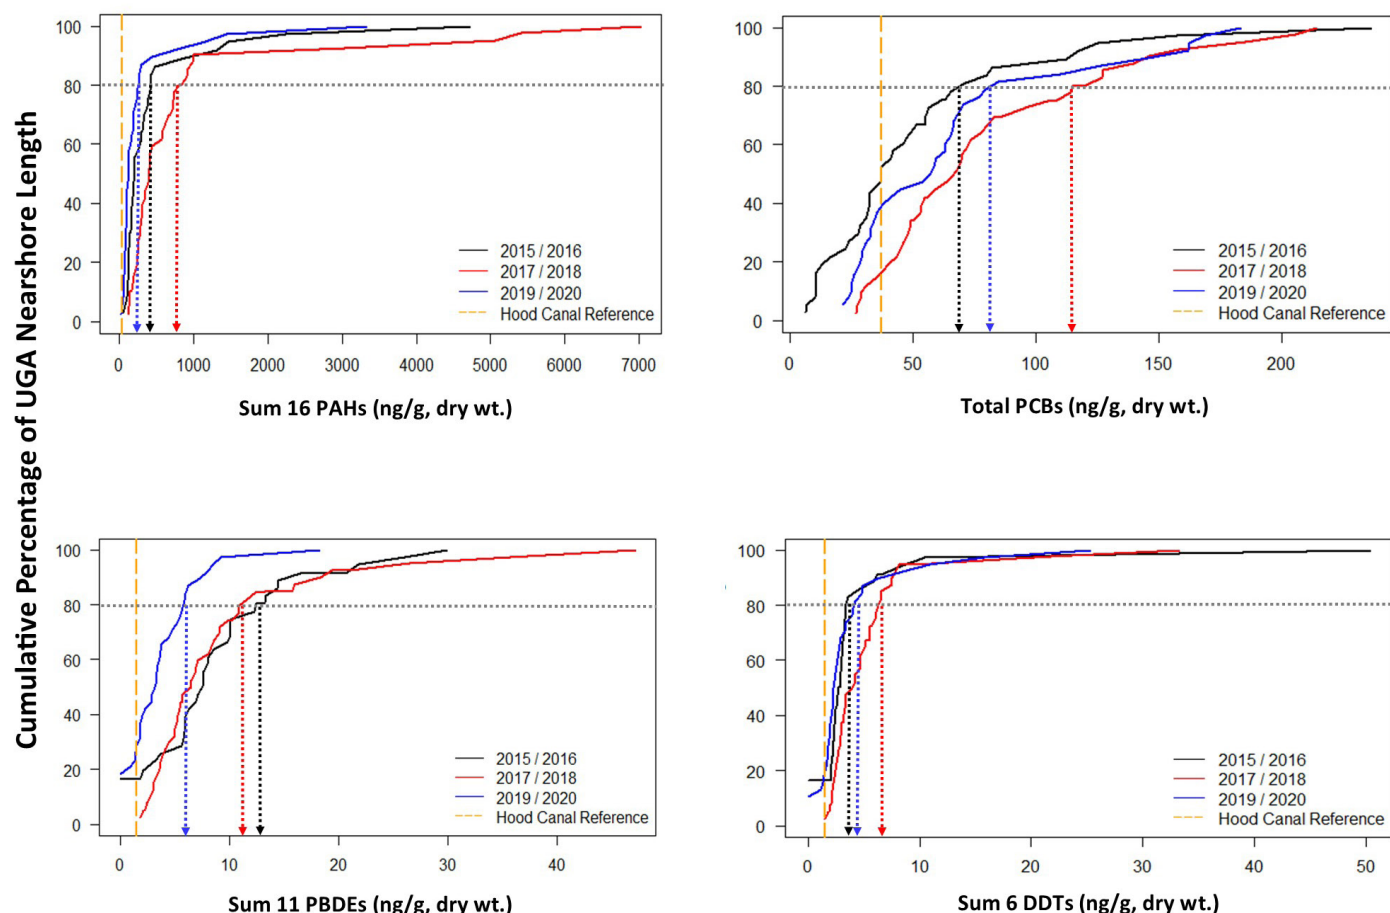 Cumulative Percentage of UGA Nearshore Length
100
80
60
40
20
0
2015 / 2016
2017 / 2018
2019 / 2020
Hood Canal Reference
0 1000 2000 3000 4000 5000 6000 7000
Sum 16 PAHs (ng/g, dry wt.)
100
80
60
40
20
0
2015 / 2016
2017 / 2018
2019 / 2020
Hood Canal Reference
0 50 100 150 200
Total PCBs (ng/g, dry wt.)
100
80
60
40
20
0
2015 / 2016
2017 / 2018
2019 / 2020
Hood Canal Reference
0 10 20 30 40
Sum 11 PBDEs (ng/g, dry wt.)
100
80
60
40
20
0
2015 / 2016
2017 / 2018
2019 / 2020
Hood Canal Reference
0 10 20 30 40 50
Sum 6 DDTs (ng/g, dry wt.)